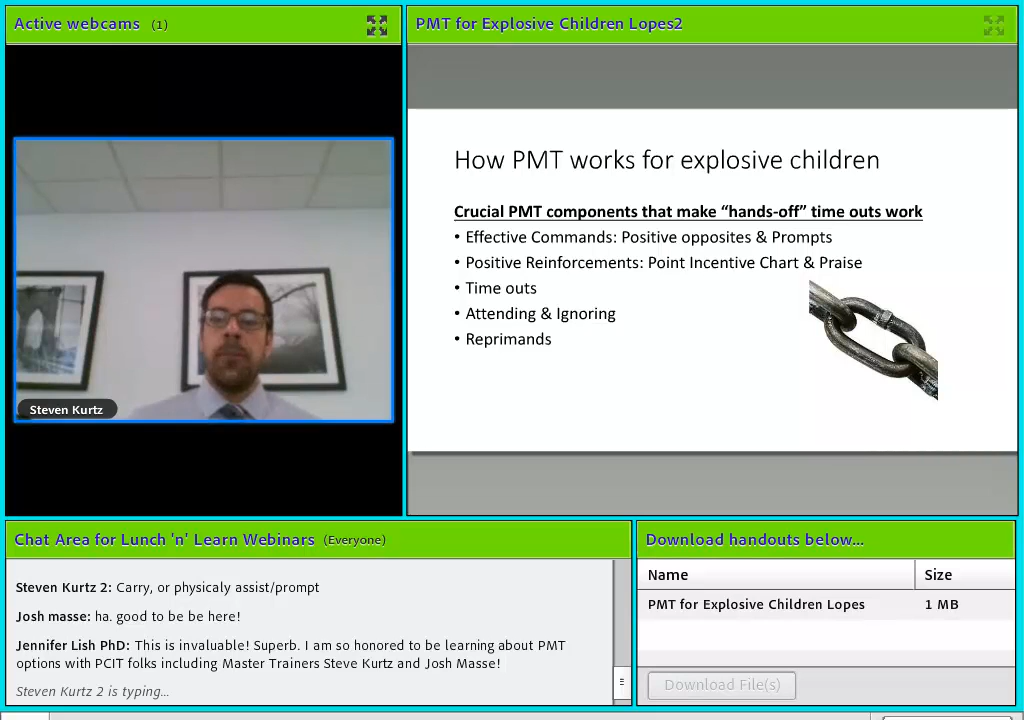 Active webcams (1)
PMT for Explosive Children Lopes2
Steven Kurtz
How PMT works for explosive children
Crucial PMT components that make “hands-off” time outs work
• Effective Commands: Positive opposites & Prompts
• Positive Reinforcements: Point Incentive Chart & Praise
• Time outs
• Attending & Ignoring
• Reprimands
Chat Area for Lunch 'n' Learn Webinars (Everyone)
Steven Kurtz 2: Carry, or physicaly assist/prompt
Josh masse: ha. good to be be here!
Jennifer Lish PhD: This is invaluable! Superb. I am so honored to be learning about PMT
options with PCIT folks including Master Trainers Steve Kurtz and Josh Masse!
Steven Kurtz 2 is typing...
Download handouts below...
Name Size
PMT for Explosive Children Lopes 1 MB
Download File(s)